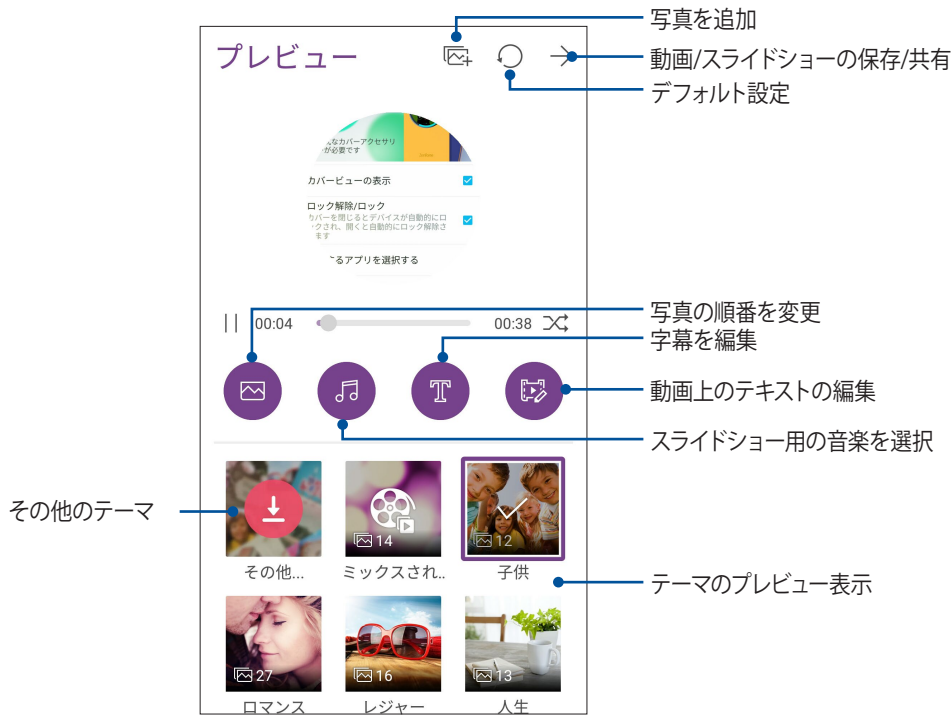 写真を追加
プレビュー
動画/スライドショーの保存/共有
デフォルト設定
んなカバーアクセサリ
が必要です
カバービューの表示
ロック解除/ロック
カバーを閉じるとデバイスが自動的にロ
ックされ、開くと自動的にロック解除さ
ます
するアプリを選択する
写真の順番を変更
00:04
00:38
字幕を編集
動画上のテキストの編集
スライドショー用の音楽を選択
その他のテーマ
14
12
その他...
ミックスされ..
子供
テーマのプレビュー表示
27
16
13
ロマンス
レジャー
人生